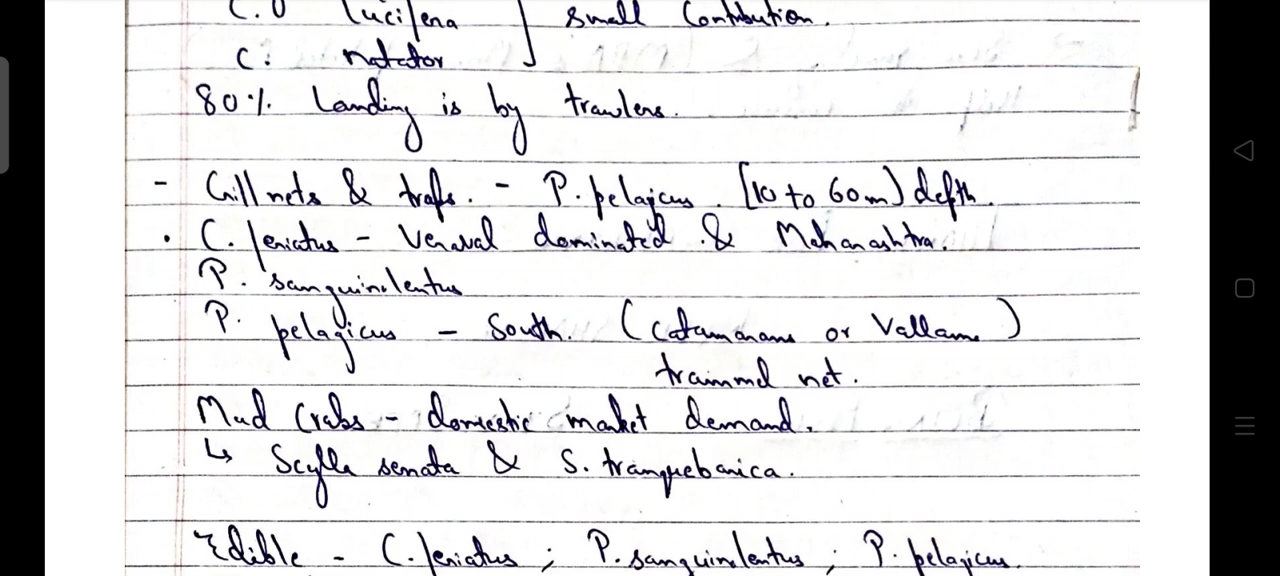 C. lucifera ] small Contribution.
C. natator
80% Landing is by trawlers.
- Gill nets & traps. - P. pelagicus. [10 to 60m) depth.
• C. feriatus - Veraval dominated & Maharashtra.
P. sanguinolentus
P. pelagicus - South. (Catamarans or Vallams)
trammel net.
Mud Crabs - domestic market demand.
↳ Scylla serrata & S. tranquebarica.
Edible - C. feriatus ; P. sanguinolentus ; P. pelagicus.